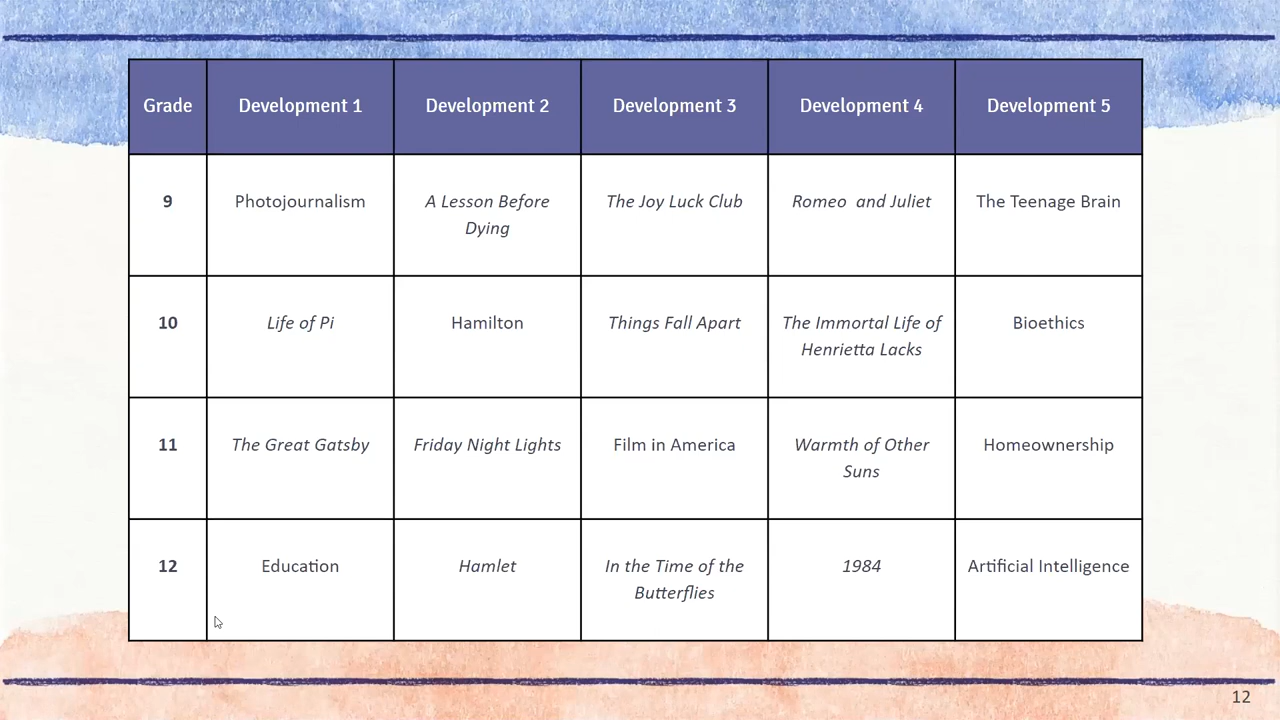 Grade Development 1 Development 2 Development 3 Development 4 Development 5
9 Photojournalism A Lesson Before The Joy Luck Club Romeo and Juliet The Teenage Brain
Dying
10 Life of Pi Hamilton Things Fall Apart The Immortal Life of Bioethics
Henrietta Lacks
11 The Great Gatsby Friday Night Lights Film in America Warmth of Other Homeownership
Suns
12 Education Hamlet In the Time of the 1984 Artificial Intelligence
Butterflies
12